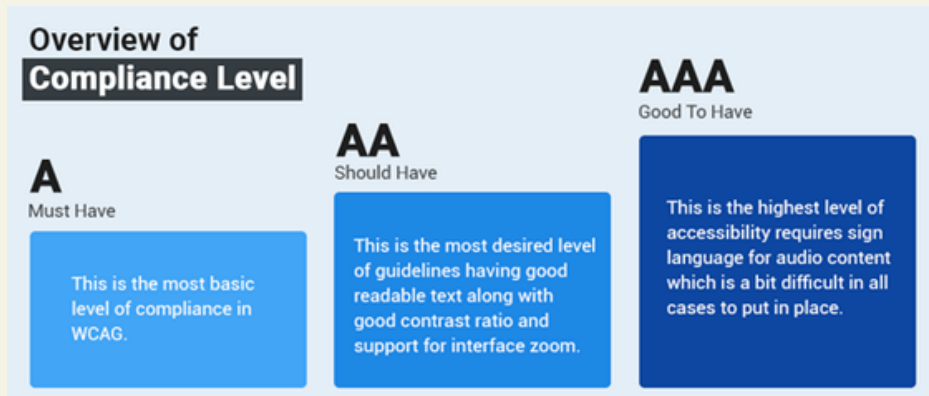 Overview of
Compliance Level
A
Must Have
This is the most basic
level of compliance in
WCAG.
AA
Should Have
This is the most desired level
of guidelines having good
readable text along with
good contrast ratio and
support for interface zoom.
AAA
Good To Have
This is the highest level of
accessibility requires sign
language for audio content
which is a bit difficult in all
cases to put in place.